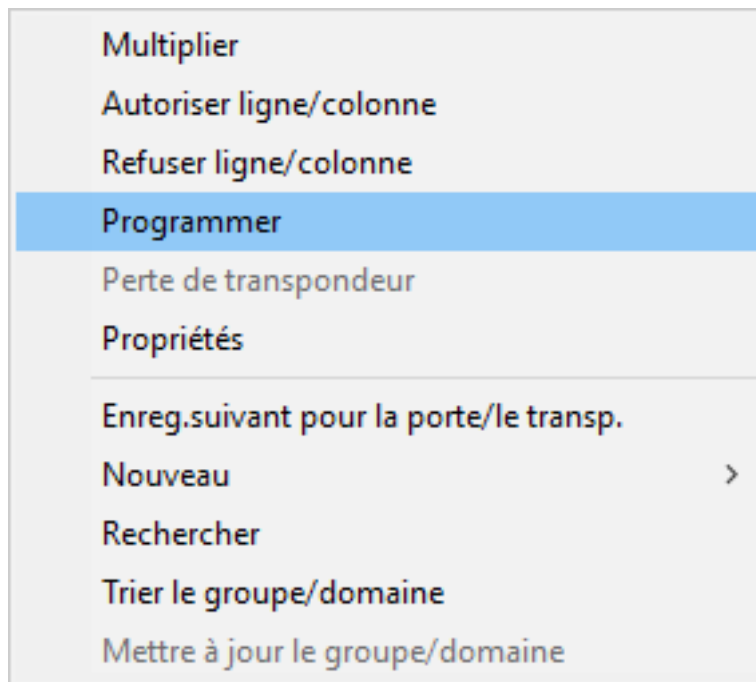 Multiplier
Autoriser ligne/colonne
Refuser ligne/colonne
Programmer
Perte de transpondeur
Propriétés
Enreg.suivant pour la porte/le transp.
Nouveau
Rechercher
Trier le groupe/domaine
Mettre à jour le groupe/domaine